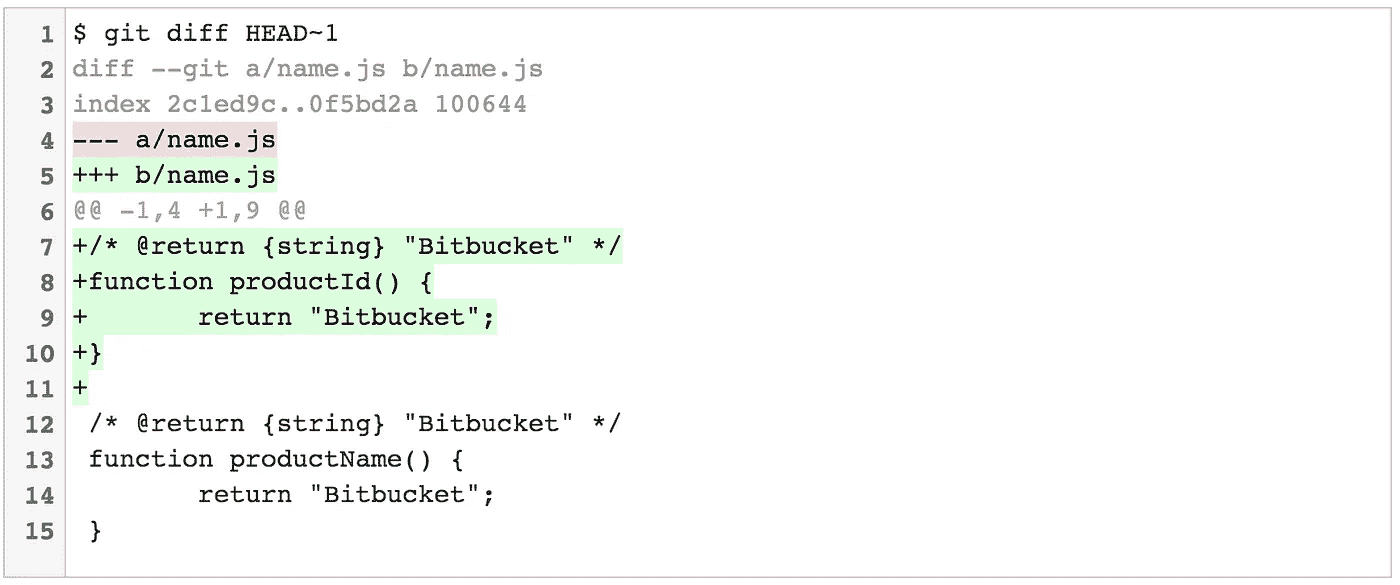 1 $ git diff HEAD~1
2 diff --git a/name.js b/name.js
3 index 2c1ed9c..0f5bd2a 100644
4 --- a/name.js
5 +++ b/name.js
6 @@ -1,4 +1,9 @@
7 +/* @return {string} "Bitbucket" */
8 +function productId() {
9 +       return "Bitbucket";
10 +}
11 +
12  /* @return {string} "Bitbucket" */
13  function productName() {
14         return "Bitbucket";
15  }